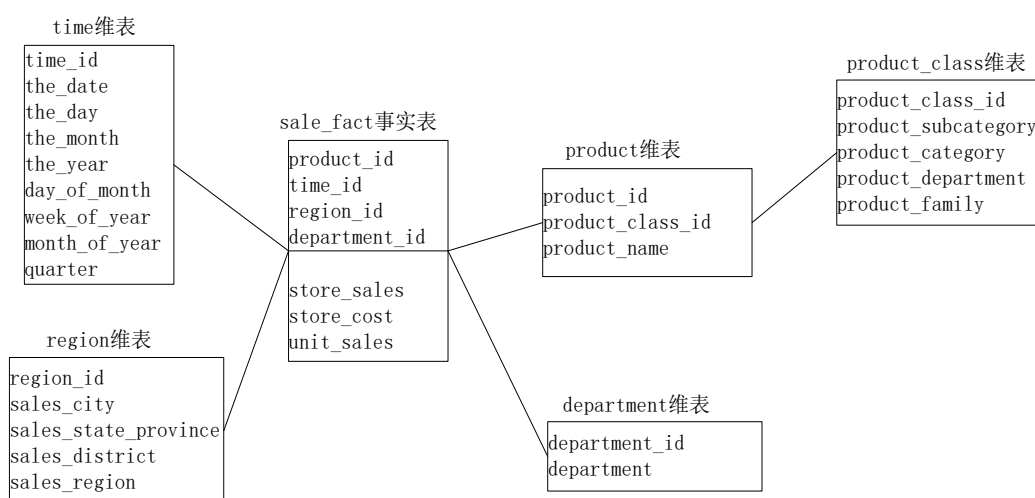 time维表
time_id
the_date
the_day
the_month
the_year
day_of_month
week_of_year
month_of_year
quarter
region维表
region_id
sales_city
sales_state_province
sales_district
sales_region
sale_fact事实表
product_id
time_id
region_id
department_id
store_sales
store_cost
unit_sales
product维表
product_id
product_class_id
product_name
department维表
department_id
department
product_class维表
product_class_id
product_subcategory
product_category
product_department
product_family